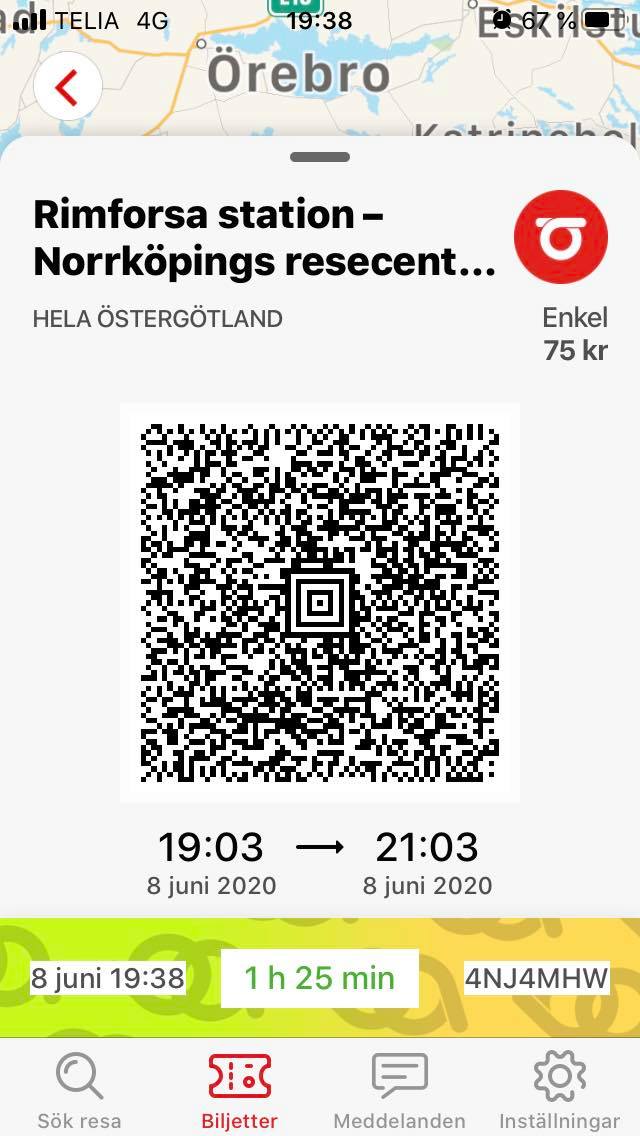 TELIA 4G 19:38 67 %
Örebro
Rimforsa station –
Norrköpings resecent...
HELA ÖSTERGÖTLAND
Enkel
75 kr
19:03 → 21:03
8 juni 2020 8 juni 2020
8 juni 19:38 1 h 25 min 4NJ4MHW
Sök resa Biljetter Meddelanden Inställningar